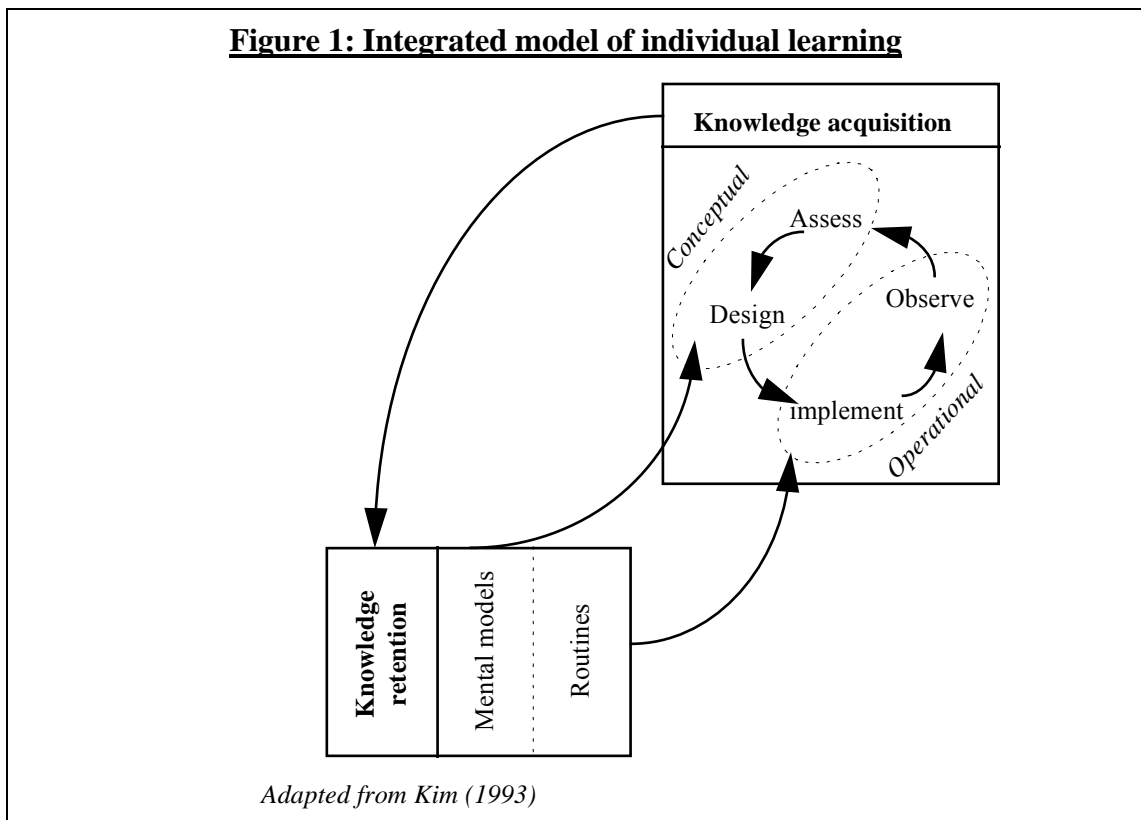 Figure 1: Integrated model of individual learning
Knowledge acquisition
Conceptual
Assess
Observe
Design
Implement
Operational
Knowledge
retention
Mental models
Routines
Adapted from Kim (1993)